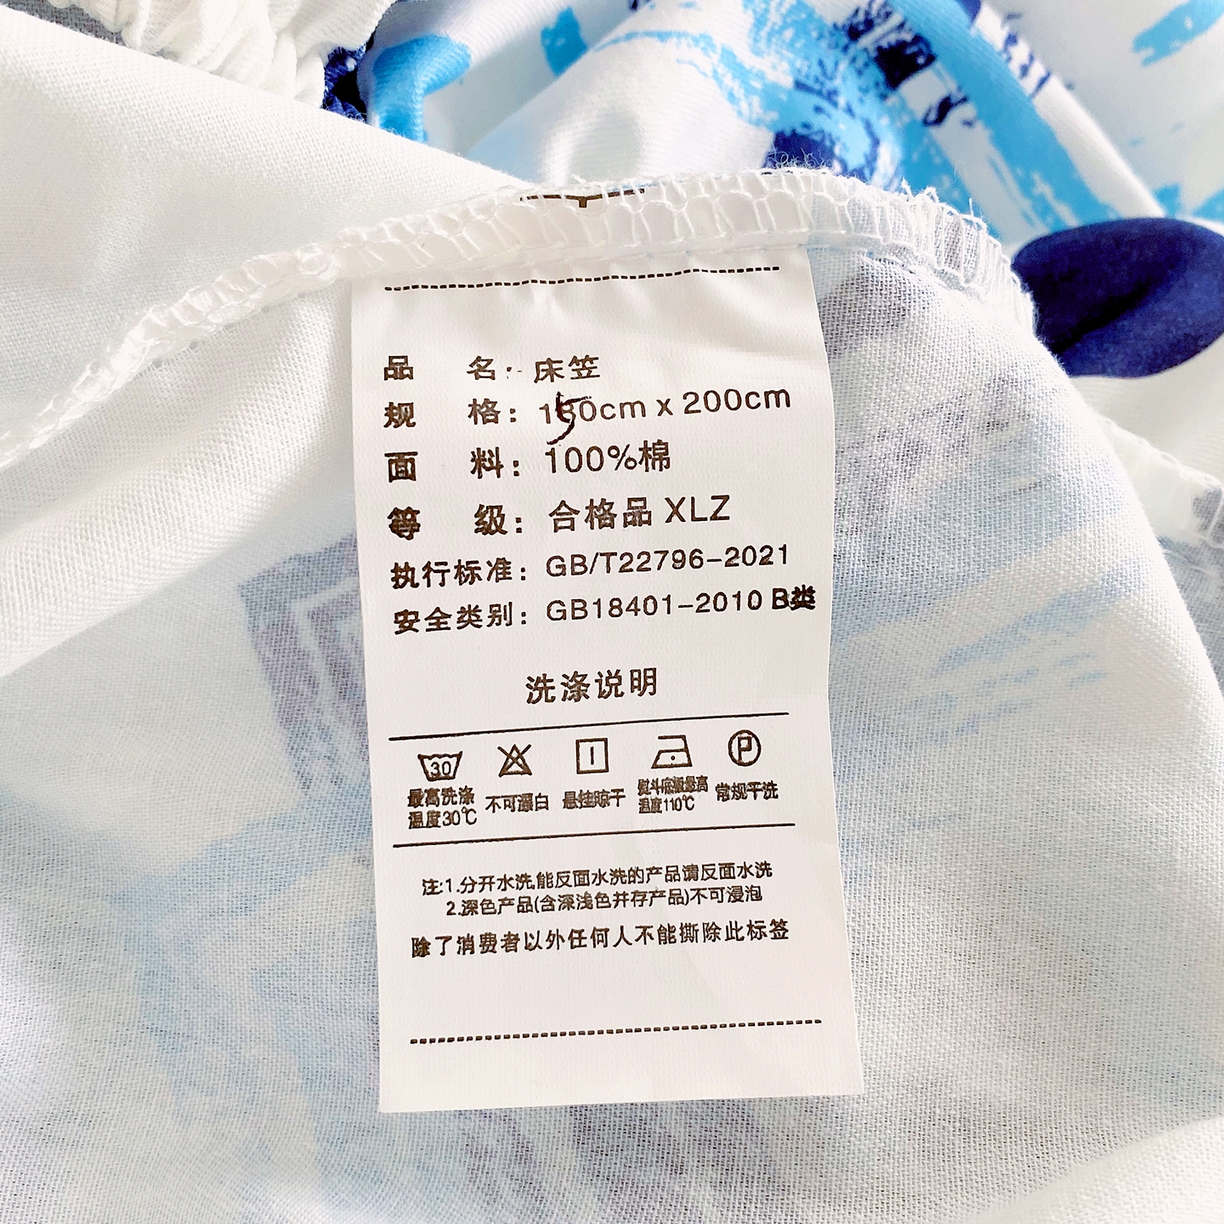 品 名: 床笠
规 格: 150cm x 200cm
面 料: 100%棉
等 级: 合格品 XLZ
执行标准: GB/T22796-2021
安全类别: GB18401-2010 B类
洗涤说明
30
最高洗涤温度30℃ 不可漂白 悬挂晾干 熨斗底板最高温度110℃ 常规干洗
P
注:1.分开水洗,能反面水洗的产品请反面水洗
2.深色产品(含深浅色并存产品)不可浸泡
除了消费者以外任何人不能撕除此标签